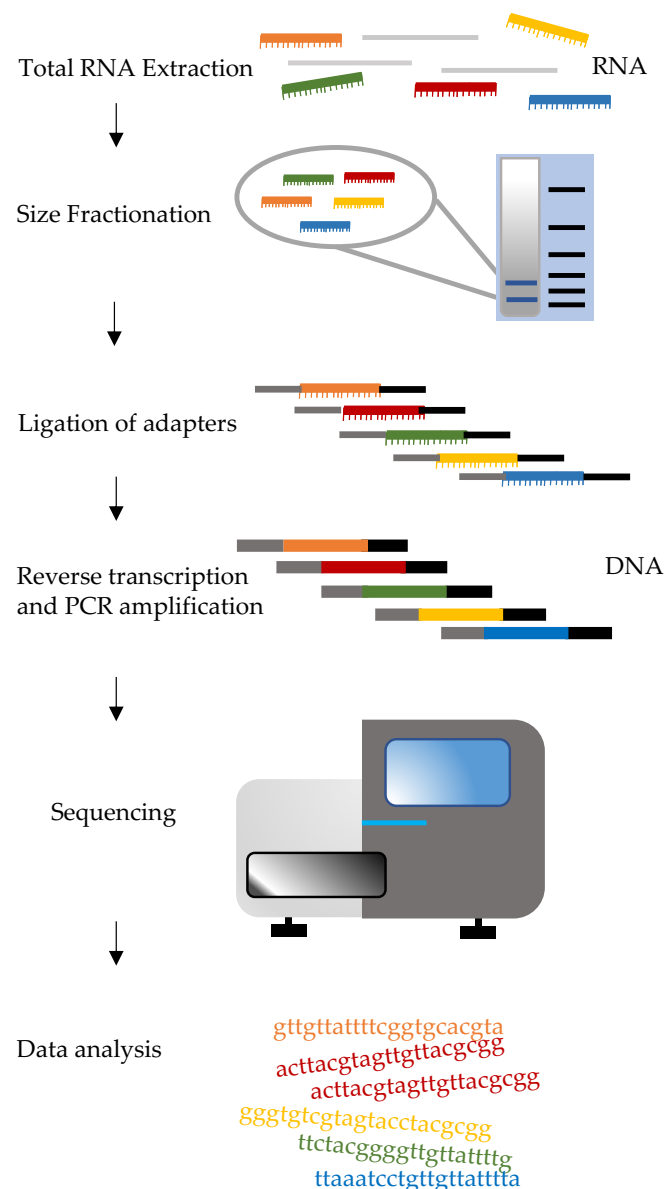 Total RNA Extraction
RNA
Size Fractionation
Ligation of adapters
Reverse transcription
and PCR amplification
DNA
Sequencing
Data analysis
gttgttattttcggtgcacgta
acttacgtagttgttacgcgg
acttacgtagttgttacgcgg
gggtgtcgtagtacctacgcgg
ttctacggggttgttattttg
ttaaatcctgttgttatttta